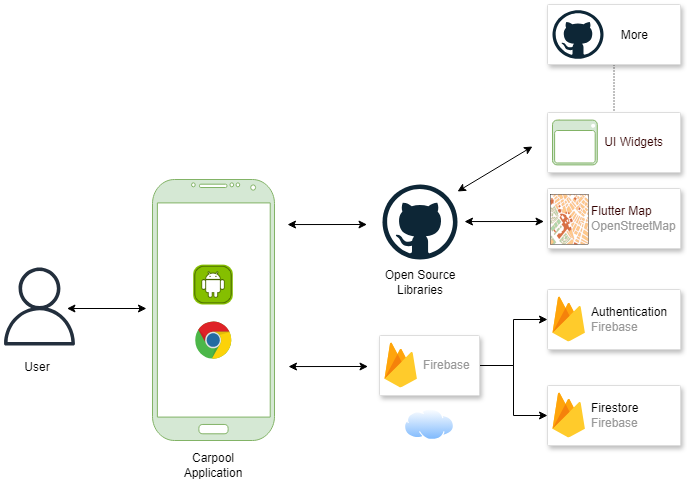 More
UI Widgets
Flutter Map
OpenStreetMap
Open Source
Libraries
Authentication
Firebase
Firebase
User
Firestore
Firebase
Carpool
Application